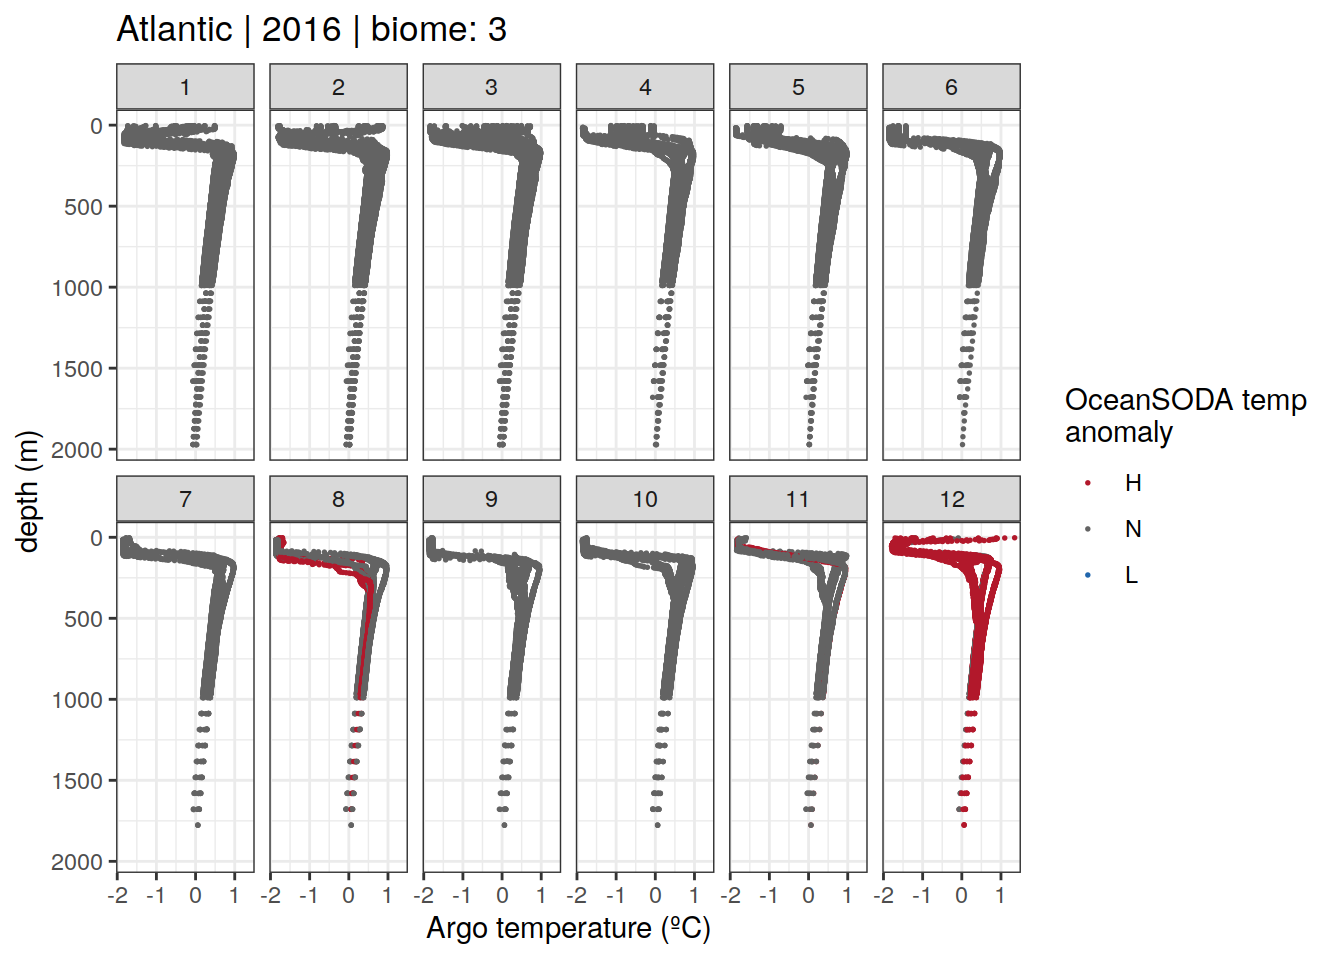 Atlantic | 2016 | biome: 3
1 2 3 4 5 6
0
500
1000
1500
2000
7 8 9 10 11 12
0
500
1000
1500
2000
-2 -1 0 1 -2 -1 0 1 -2 -1 0 1 -2 -1 0 1 -2 -1 0 1 -2 -1 0 1
Argo temperature (ºC)
depth (m)
OceanSODA temp
anomaly
H
N
L